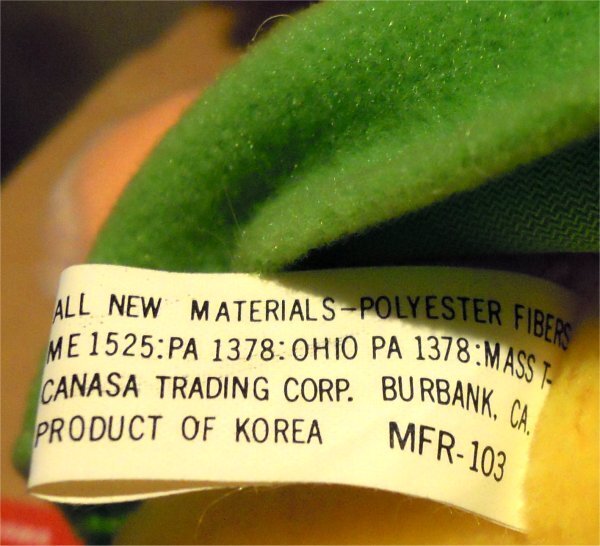 ALL NEW MATERIALS-POLYESTER FIBERS
ME 1525:PA 1378:OHIO PA 1378:MASS T-
CANASA TRADING CORP. BURBANK, CA.
PRODUCT OF KOREA MFR-103